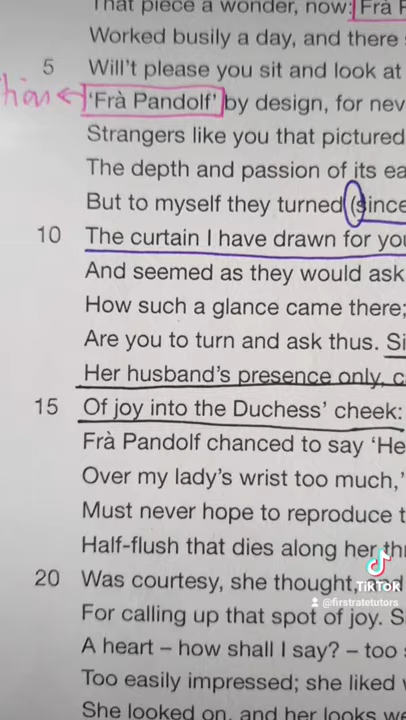 That piece a wonder, now: Frà P
Worked busily a day, and there s
5 Will't please you sit and look at
'Frà Pandolf' by design, for nev
Strangers like you that pictured
The depth and passion of its ea
But to myself they turned (since
10 The curtain I have drawn for you
And seemed as they would ask
How such a glance came there;
Are you to turn and ask thus. Si
Her husband's presence only, c
15 Of joy into the Duchess' cheek:
Frà Pandolf chanced to say 'He
Over my lady's wrist too much,'
Must never hope to reproduce t
Half-flush that dies along her thr
20 Was courtesy, she thought,
For calling up that spot of joy. S
A heart – how shall I say? – too s
Too easily impressed; she liked w
She looked on, and her looks we
TikTok
@firstratetutors